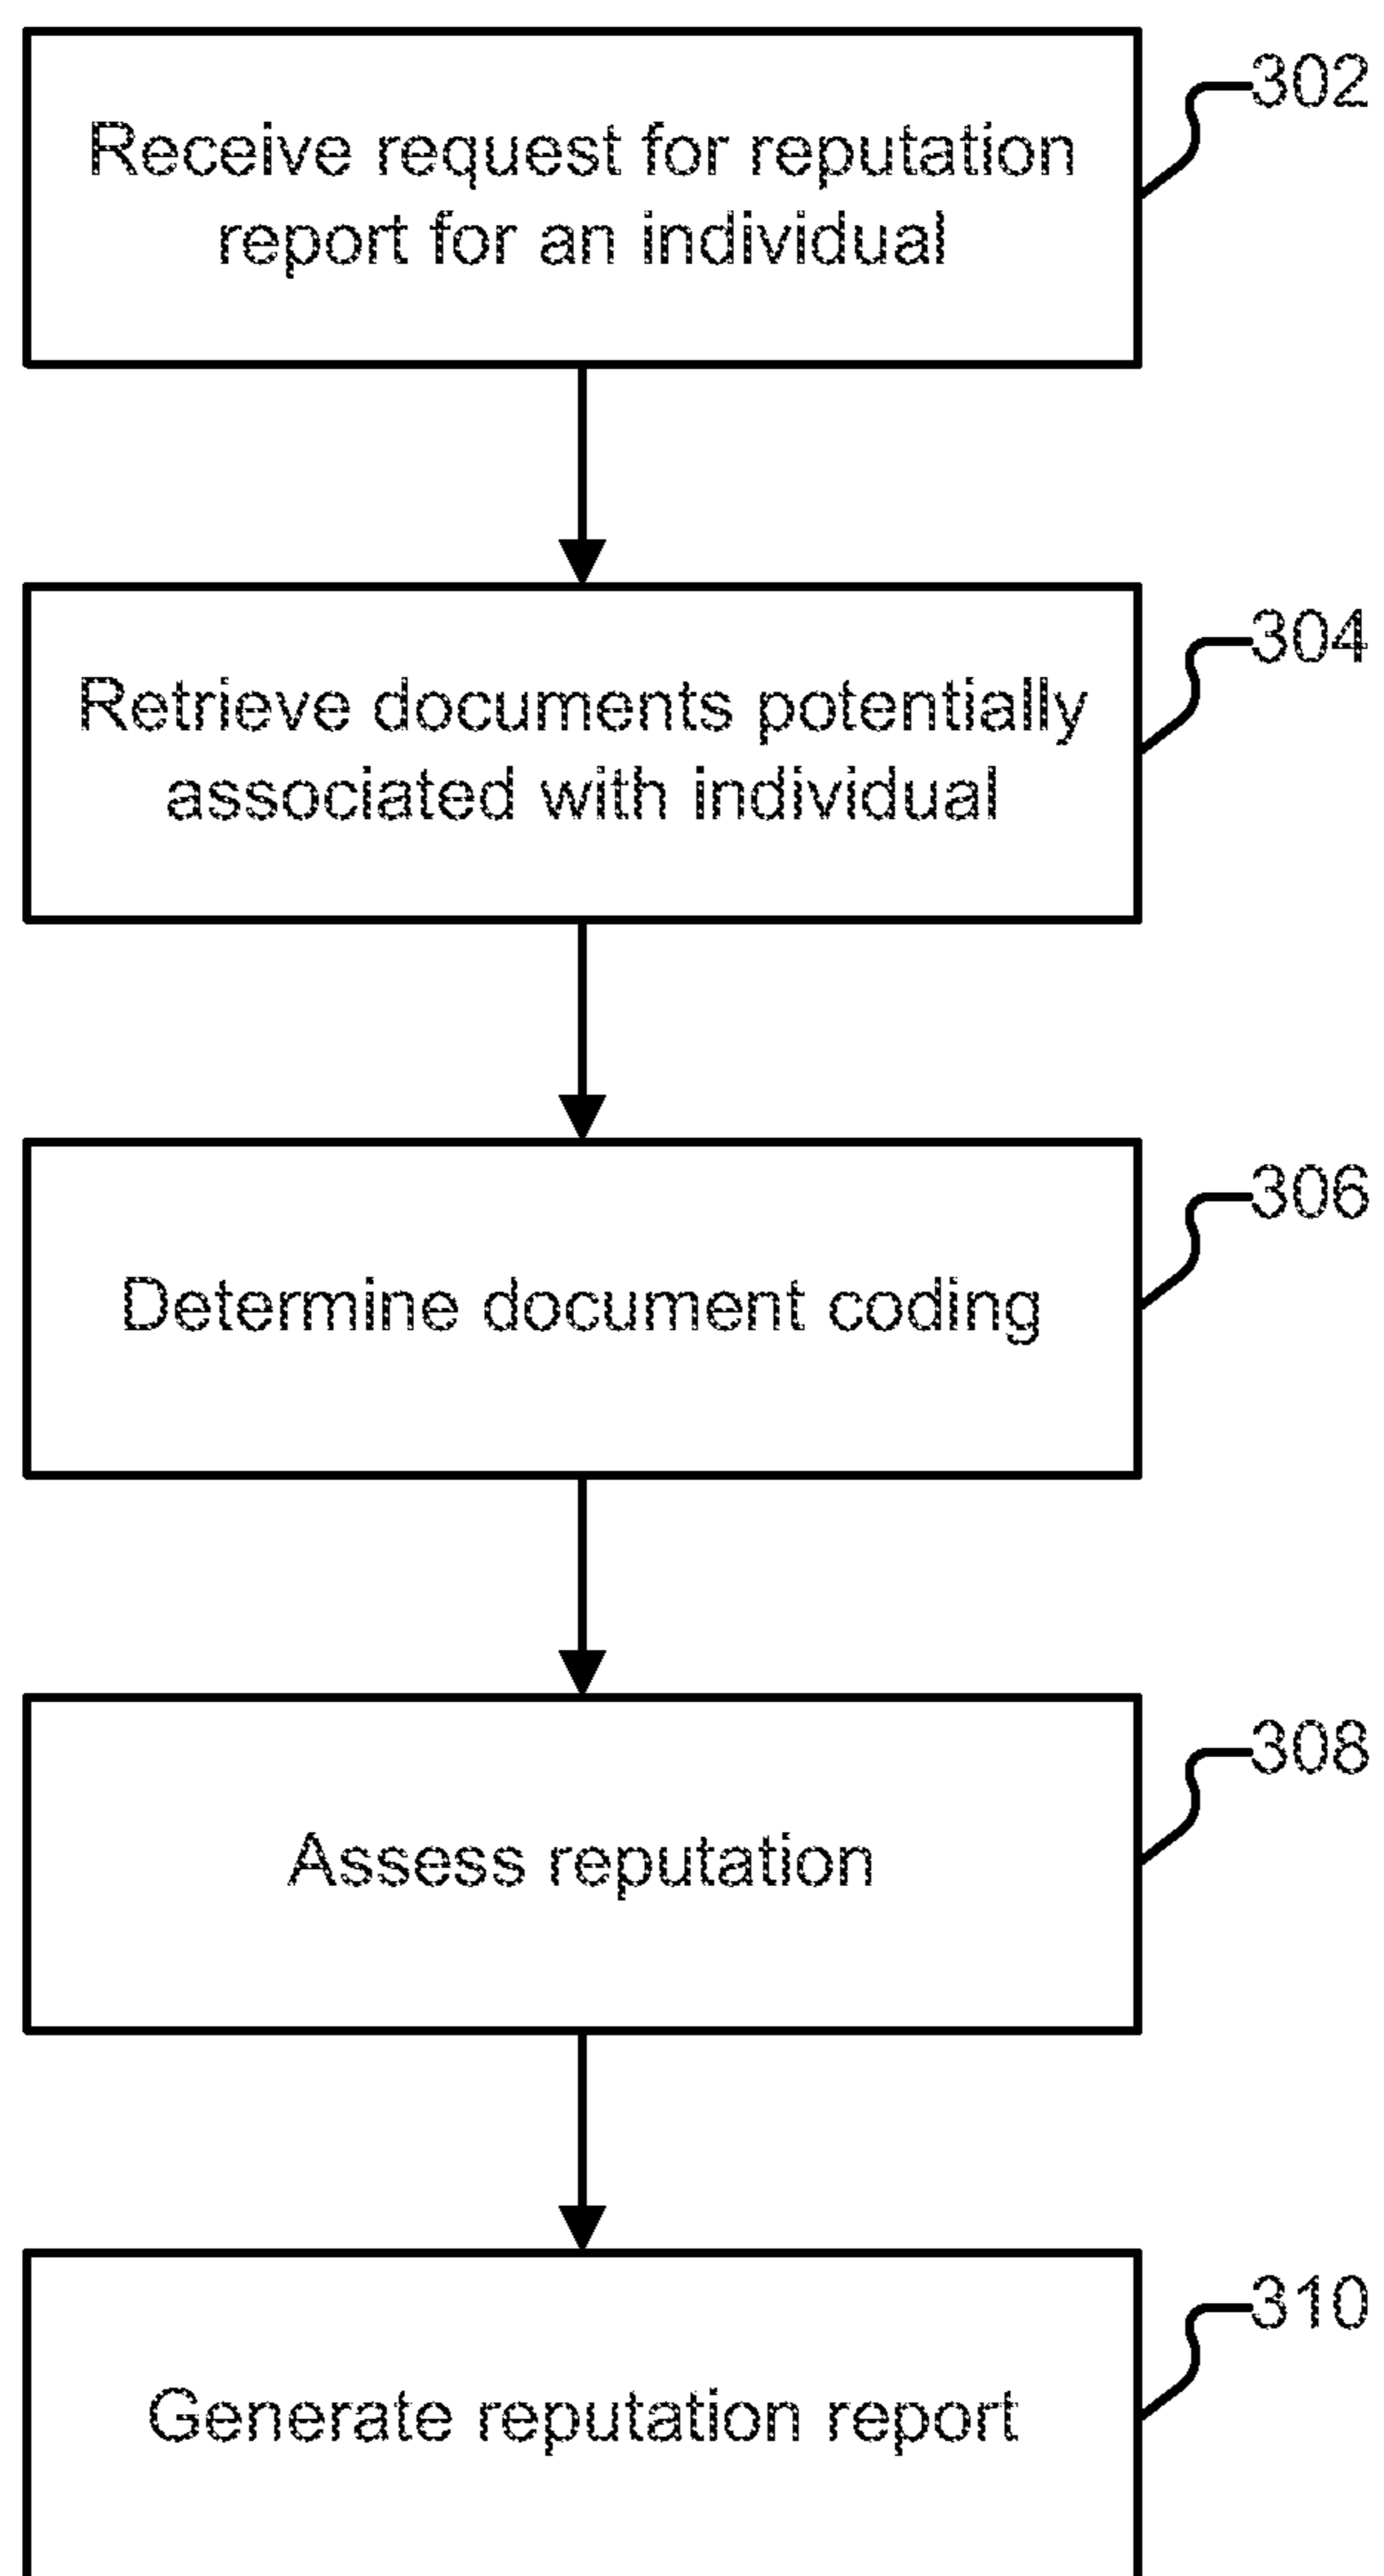 Receive request for reputation
report for an individual
302
Retrieve documents potentially
associated with individual
304
Determine document coding
306
Assess reputation
308
Generate reputation report
310